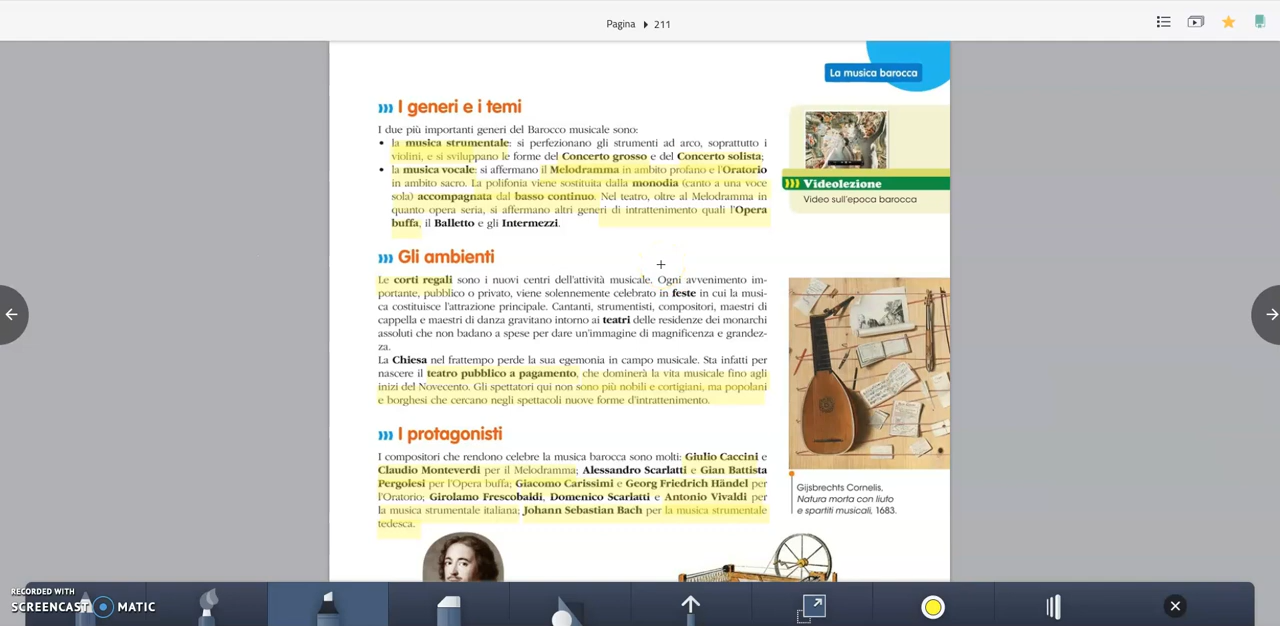 Pagina 211
La musica barocca
I generi e i temi
I due più importanti generi del Barocco musicale sono:
• la musica strumentale: si perfezionano gli strumenti ad arco, soprattutto i
violini, e si sviluppano le forme del Concerto grosso e del Concerto solista;
• la musica vocale: si affermano il Melodramma in ambito profano e l'Oratorio
in ambito sacro. La polifonia viene sostituita dalla monodia (canto a una voce
sola) accompagnata dal basso continuo. Nel teatro, oltre al Melodramma in
quanto opera seria, si affermano altri generi di intrattenimento quali l'Opera
buffa, il Balletto e gli Intermezzi.
Videolezione
Video sull'epoca barocca
Gli ambienti
Le corti regali sono i nuovi centri dell'attività musicale. Ogni avvenimento im-
portante, pubblico o privato, viene solennemente celebrato in feste in cui la musi-
ca costituisce l'attrazione principale. Cantanti, strumentisti, compositori, maestri di
cappella e maestri di danza gravitano intorno ai teatri delle residenze dei monarchi
assoluti che non badano a spese per dare un'immagine di magnificenza e grandez-
za.
La Chiesa nel frattempo perde la sua egemonia in campo musicale. Sta infatti per
nascere il teatro pubblico a pagamento, che dominerà la vita musicale fino agli
inizi del Novecento. Gli spettatori qui non sono più nobili e cortigiani, ma popolani
e borghesi che cercano negli spettacoli nuove forme d'intrattenimento.
I protagonisti
I compositori che rendono celebre la musica barocca sono molti: Giulio Caccini e
Claudio Monteverdi per il Melodramma; Alessandro Scarlatti e Gian Battista
Pergolesi per l'Opera buffa; Giacomo Carissimi e Georg Friedrich Händel per
l'Oratorio; Girolamo Frescobaldi, Domenico Scarlatti e Antonio Vivaldi per
la musica strumentale italiana; Johann Sebastian Bach per la musica strumentale
tedesca.
Gijsbrechts Cornelis,
Natura morta con liuto
e spartiti musicali, 1683.
RECORDED WITH
SCREENCAST MATIC